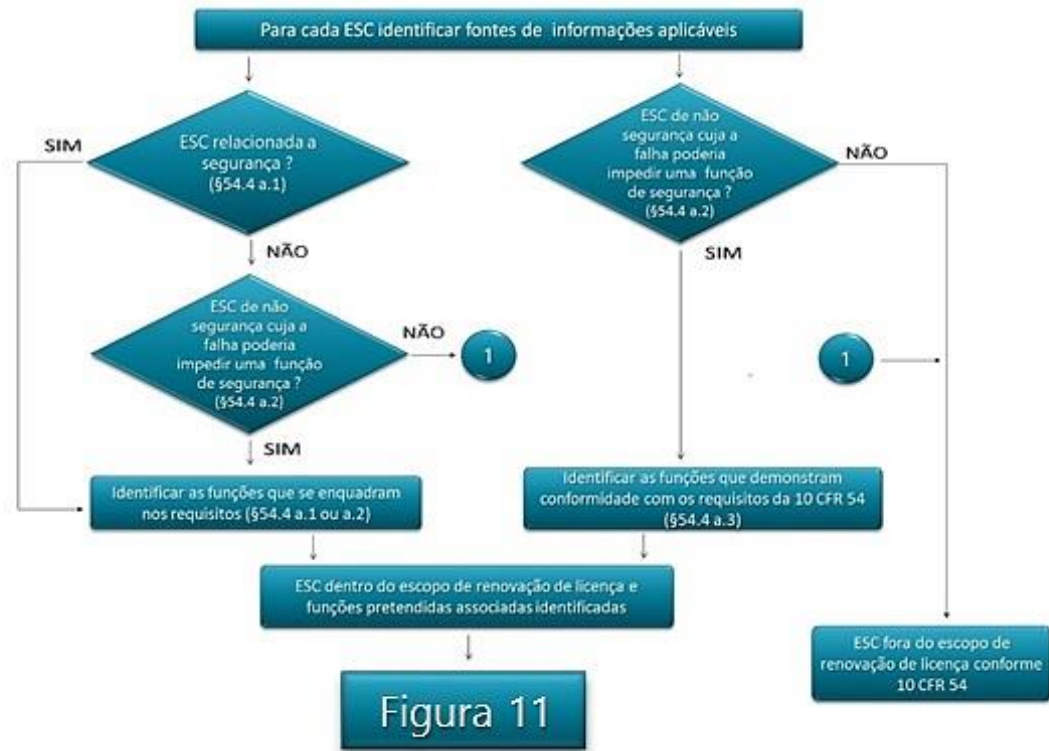 Para cada ESC identificar fontes de informações aplicáveis
SIM
ESC relacionada a
segurança ?
(§54.4 a.1)
NÃO
ESC de não
segurança cuja a
falha poderia
impedir uma função
de segurança ?
(§54.4 a.2)
NÃO
1
SIM
Identificar as funções que se enquadram
nos requisitos (§54.4 a.1 ou a.2)
ESC de não
segurança cuja a
falha poderia
impedir uma função
de segurança ?
(§54.4 a.2)
NÃO
SIM
1
Identificar as funções que demonstram
conformidade com os requisitos da 10 CFR 54
(§54.4 a.3)
ESC dentro do escopo de renovação de licença e
funções pretendidas associadas identificadas
ESC fora do escopo de
renovação de licença conforme
10 CFR 54
Figura 11